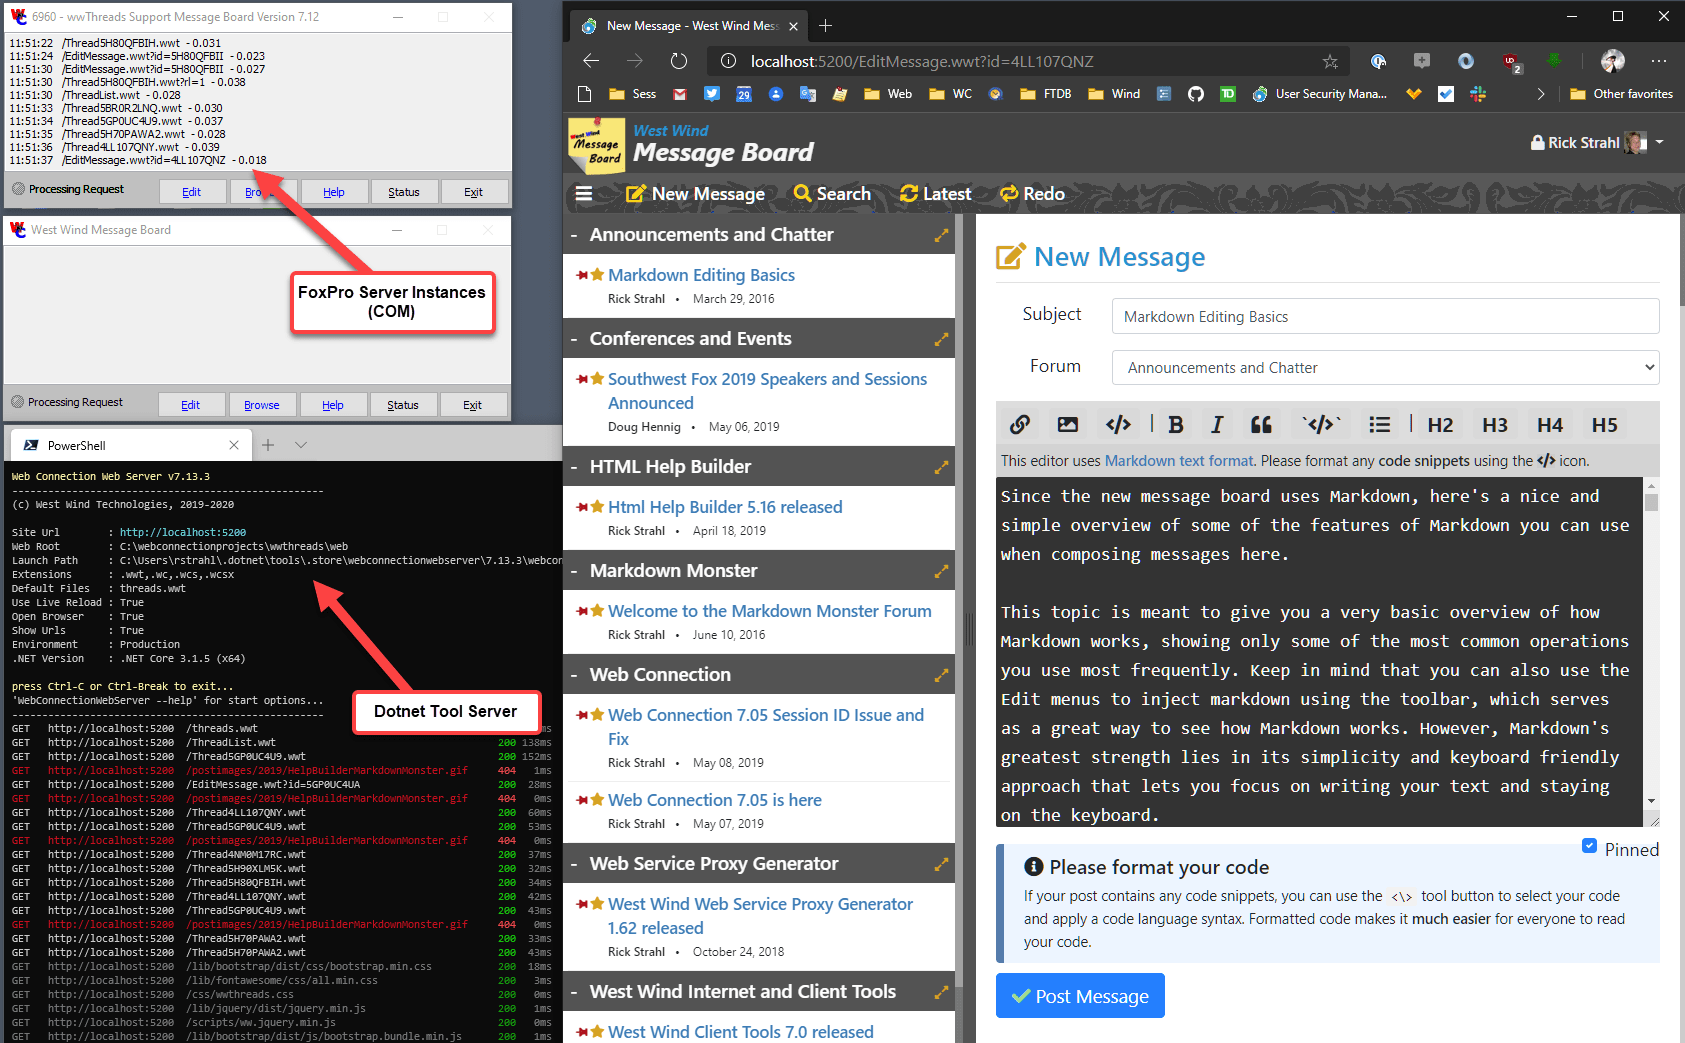 6960 - wwThreads Support Message Board Version 7.12
11:51:22 /Thread5H80QFBIH.wwt - 0.031
11:51:24 /EditMessage.wwt?id=5H80QFBII - 0.023
11:51:30 /EditMessage.wwt?id=5H80QFBII - 0.027
11:51:30 /Thread5H80QFBIH.wwt?rl=1 - 0.038
11:51:30 /ThreadList.wwt - 0.028
11:51:33 /Thread5BR0R2LNQ.wwt - 0.030
11:51:34 /Thread5GP0UC4U9.wwt - 0.037
11:51:35 /Thread5H70PAWA2.wwt - 0.028
11:51:36 /Thread4LL107QNY.wwt - 0.039
11:51:37 /EditMessage.wwt?id=4LL107QNZ - 0.018
Processing Request Edit Help Status Exit
West Wind Message Board
FoxPro Server Instances
(COM)
Processing Request Edit Browse Help Status Exit
PowerShell
Web Connection Web Server v7.13.3
---------------------------------------------------
(c) West Wind Technologies, 2019-2020
Site Url : http://localhost:5200
Web Root : C:\webconnectionprojects\wwthreads\web
Launch Path : C:\Users\rstrahl\.dotnet\tools\.store\webconnectionwebserver\7.13.3\webcon
Extensions : .wwt,.wc,.wcs,.wcsx
Default Files : threads.wwt
Use Live Reload : True
Open Browser : True
Show Urls : True
Environment : Production
.NET Version : .NET Core 3.1.5 (x64)
press Ctrl-C or Ctrl-Break to exit...
'WebConnectionWebServer --help' for start options...
---------------------------------------------------
Dotnet Tool Server
GET http://localhost:5200 /threads.wwt ms
GET http://localhost:5200 /ThreadList.wwt 200 138ms
GET http://localhost:5200 /Thread5GP0UC4U9.wwt 200 152ms
GET http://localhost:5200 /postimages/2019/HelpBuilderMarkdownMonster.gif 404 1ms
GET http://localhost:5200 /EditMessage.wwt?id=5GP0UC4UA 200 28ms
GET http://localhost:5200 /postimages/2019/HelpBuilderMarkdownMonster.gif 404 0ms
GET http://localhost:5200 /Thread4LL107QNY.wwt 200 60ms
GET http://localhost:5200 /Thread5GP0UC4U9.wwt 200 53ms
GET http://localhost:5200 /postimages/2019/HelpBuilderMarkdownMonster.gif 404 0ms
GET http://localhost:5200 /Thread4NM0M17RC.wwt 200 37ms
GET http://localhost:5200 /Thread5H90XLM5K.wwt 200 32ms
GET http://localhost:5200 /Thread5H80QFBIH.wwt 200 34ms
GET http://localhost:5200 /Thread4LL107QNY.wwt 200 42ms
GET http://localhost:5200 /Thread5GP0UC4U9.wwt 200 43ms
GET http://localhost:5200 /postimages/2019/HelpBuilderMarkdownMonster.gif 404 0ms
GET http://localhost:5200 /Thread5H70PAWA2.wwt 200 33ms
GET http://localhost:5200 /Thread5H70PAWA2.wwt 200 43ms
GET http://localhost:5200 /lib/bootstrap/dist/css/bootstrap.min.css 200 18ms
GET http://localhost:5200 /lib/fontawesome/css/all.min.css 200 3ms
GET http://localhost:5200 /css/wwthreads.css 200 0ms
GET http://localhost:5200 /lib/jquery/dist/jquery.min.js 200 1ms
GET http://localhost:5200 /scripts/ww.jquery.min.js 200 0ms
GET http://localhost:5200 /lib/bootstrap/dist/js/bootstrap.bundle.min.js 200 1ms
New Message - West Wind Mess
localhost:5200/EditMessage.wwt?id=4LL107QNZ
Sess 29 Web WC FTDB Wind TD User Security Mana... Other favorites
West Wind
Message Board
Rick Strahl
New Message Search Latest Redo
- Announcements and Chatter
Markdown Editing Basics
Rick Strahl • March 29, 2016
- Conferences and Events
Southwest Fox 2019 Speakers and Sessions
Announced
Doug Hennig • May 06, 2019
- HTML Help Builder
Html Help Builder 5.16 released
Rick Strahl • April 18, 2019
- Markdown Monster
Welcome to the Markdown Monster Forum
Rick Strahl • June 10, 2016
- Web Connection
Web Connection 7.05 Session ID Issue and
Fix
Rick Strahl • May 08, 2019
Web Connection 7.05 is here
Rick Strahl • May 07, 2019
- Web Service Proxy Generator
West Wind Web Service Proxy Generator
1.62 released
Rick Strahl • October 24, 2018
- West Wind Internet and Client Tools
West Wind Client Tools 7.0 released
New Message
Subject Markdown Editing Basics
Forum Announcements and Chatter
</> | B I `</>` | H2 H3 H4 H5
This editor uses Markdown text format. Please format any code snippets using the </> icon.
Since the new message board uses Markdown, here's a nice and
simple overview of some of the features of Markdown you can use
when composing messages here.
This topic is meant to give you a very basic overview of how
Markdown works, showing only some of the most common operations
you use most frequently. Keep in mind that you can also use the
Edit menus to inject markdown using the toolbar, which serves
as a great way to see how Markdown works. However, Markdown's
greatest strength lies in its simplicity and keyboard friendly
approach that lets you focus on writing your text and staying
on the keyboard.
Pinned
Please format your code
If your post contains any code snippets, you can use the <\> tool button to select your code
and apply a code language syntax. Formatted code makes it much easier for everyone to read
your code.
Post Message